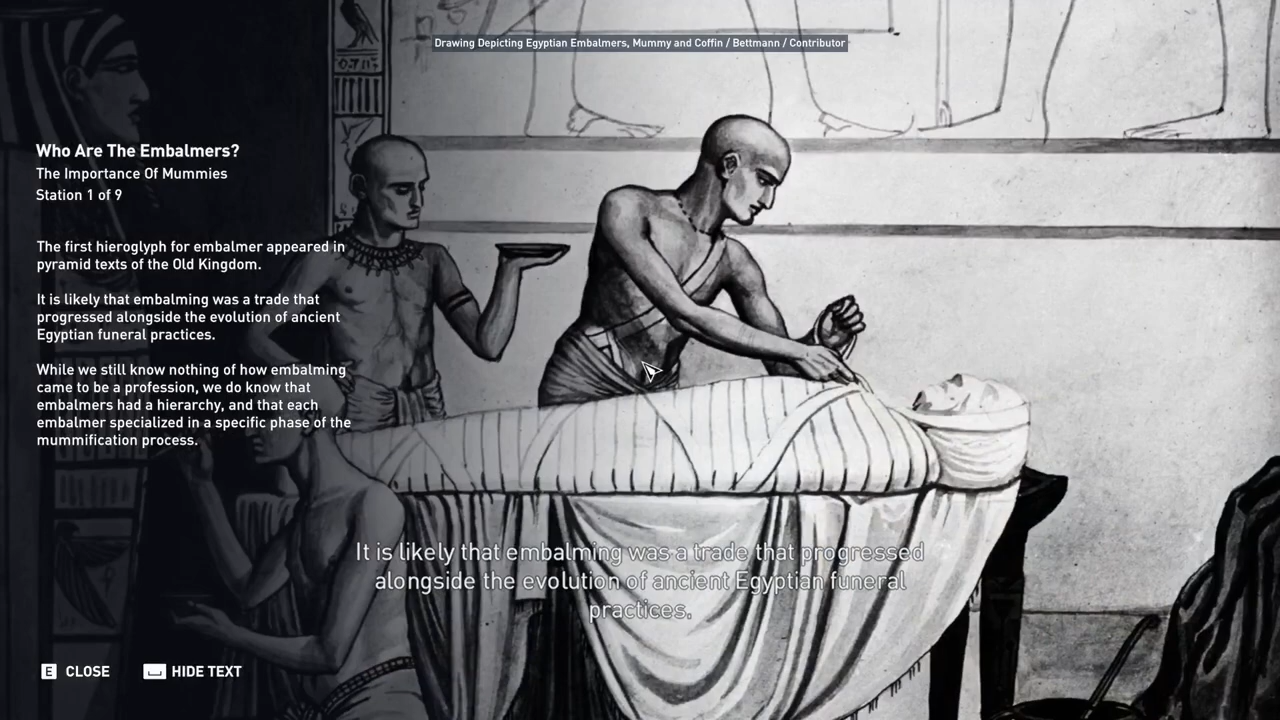 Drawing Depicting Egyptian Embalmers, Mummy and Coffin / Bettmann / Contributor
Who Are The Embalmers?
The Importance Of Mummies
Station 1 of 9
The first hieroglyph for embalmer appeared in
pyramid texts of the Old Kingdom.
It is likely that embalming was a trade that
progressed alongside the evolution of ancient
Egyptian funeral practices.
While we still know nothing of how embalming
came to be a profession, we do know that
embalmers had a hierarchy, and that each
embalmer specialized in a specific phase of the
mummification process.
It is likely that embalming was a trade that progressed
alongside the evolution of ancient Egyptian funeral
practices.
E CLOSE HIDE TEXT